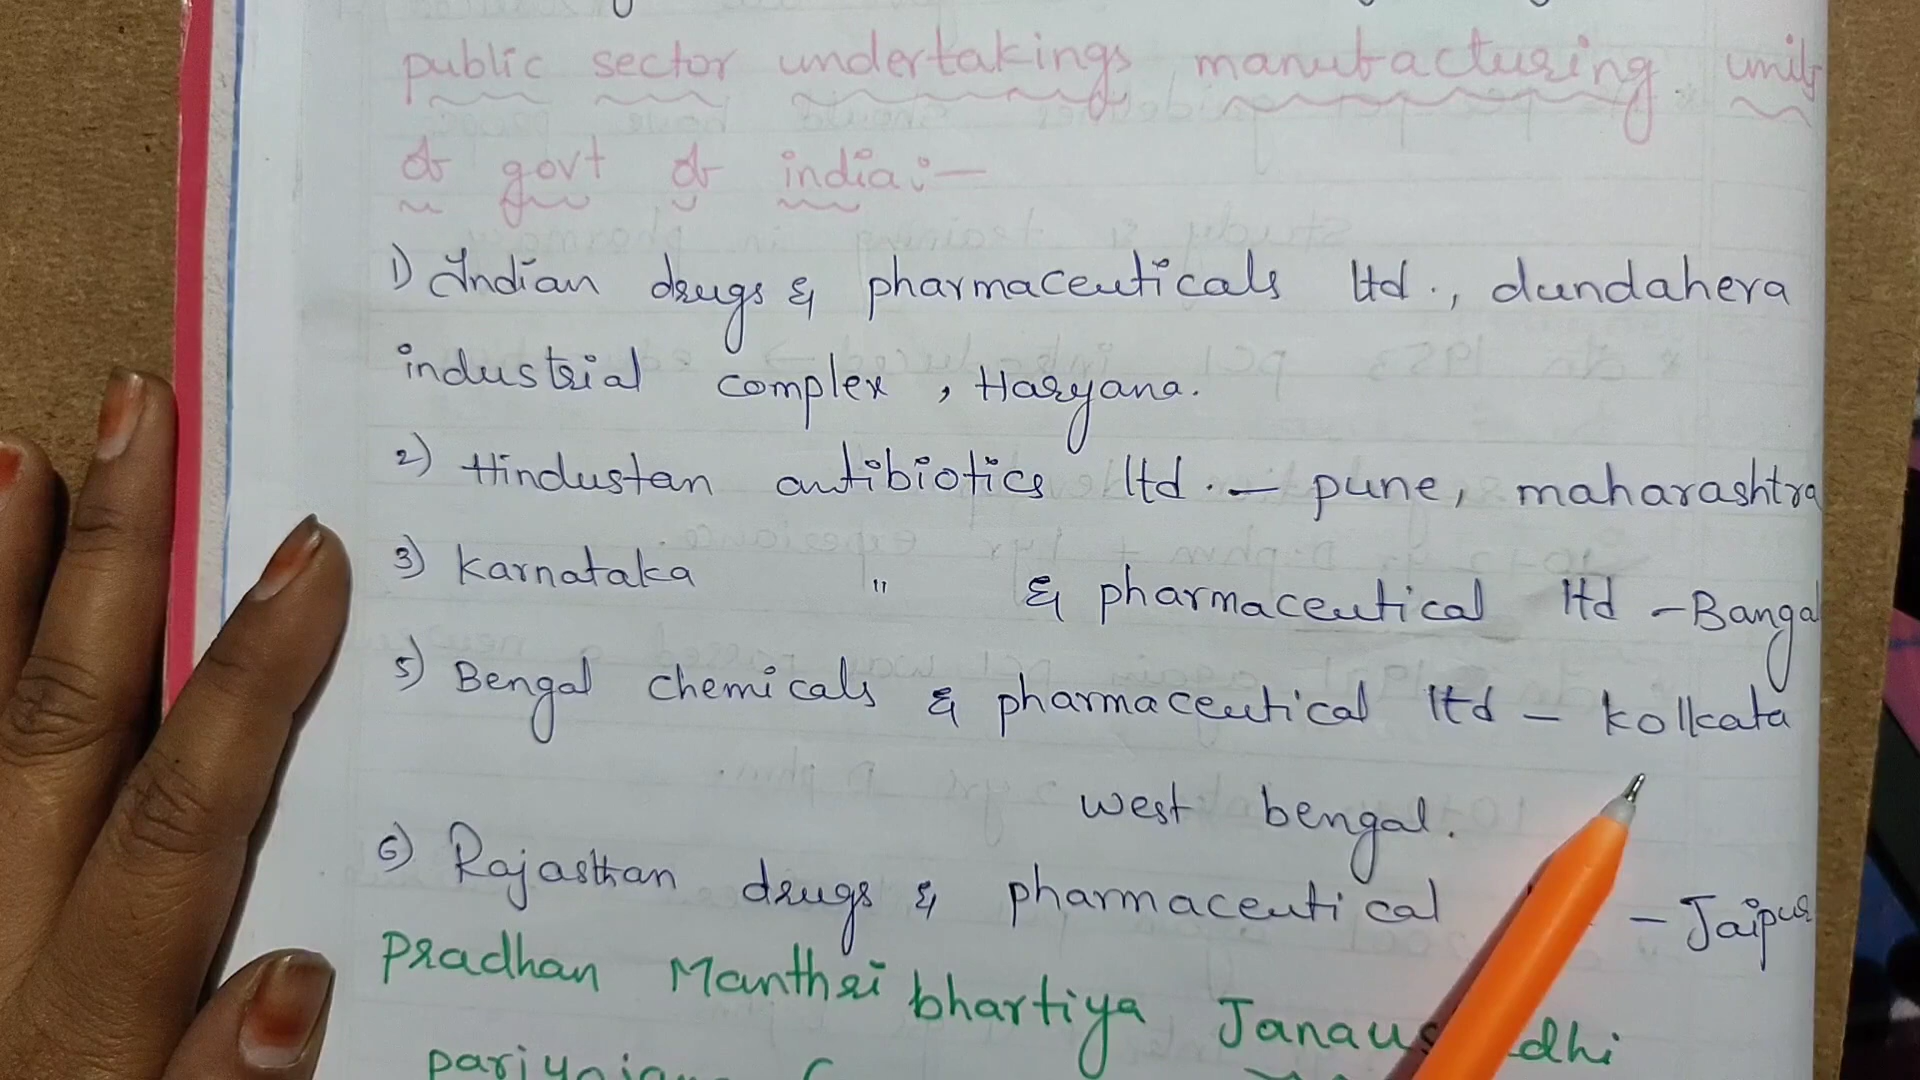 public sector undertakings manufacturing units
of govt of india:-
1) Indian drugs & pharmaceuticals ltd., dundahera
industrial complex, Haryana.
2) Hindustan antibiotics ltd. - pune, maharashtra
3) Karnataka " & pharmaceutical ltd - Bangal
5) Bengal chemicals & pharmaceutical ltd - kolkata
west bengal.
6) Rajasthan drugs & pharmaceutical - Jaipur
Pradhan Manthri bhartiya Janaus dhi